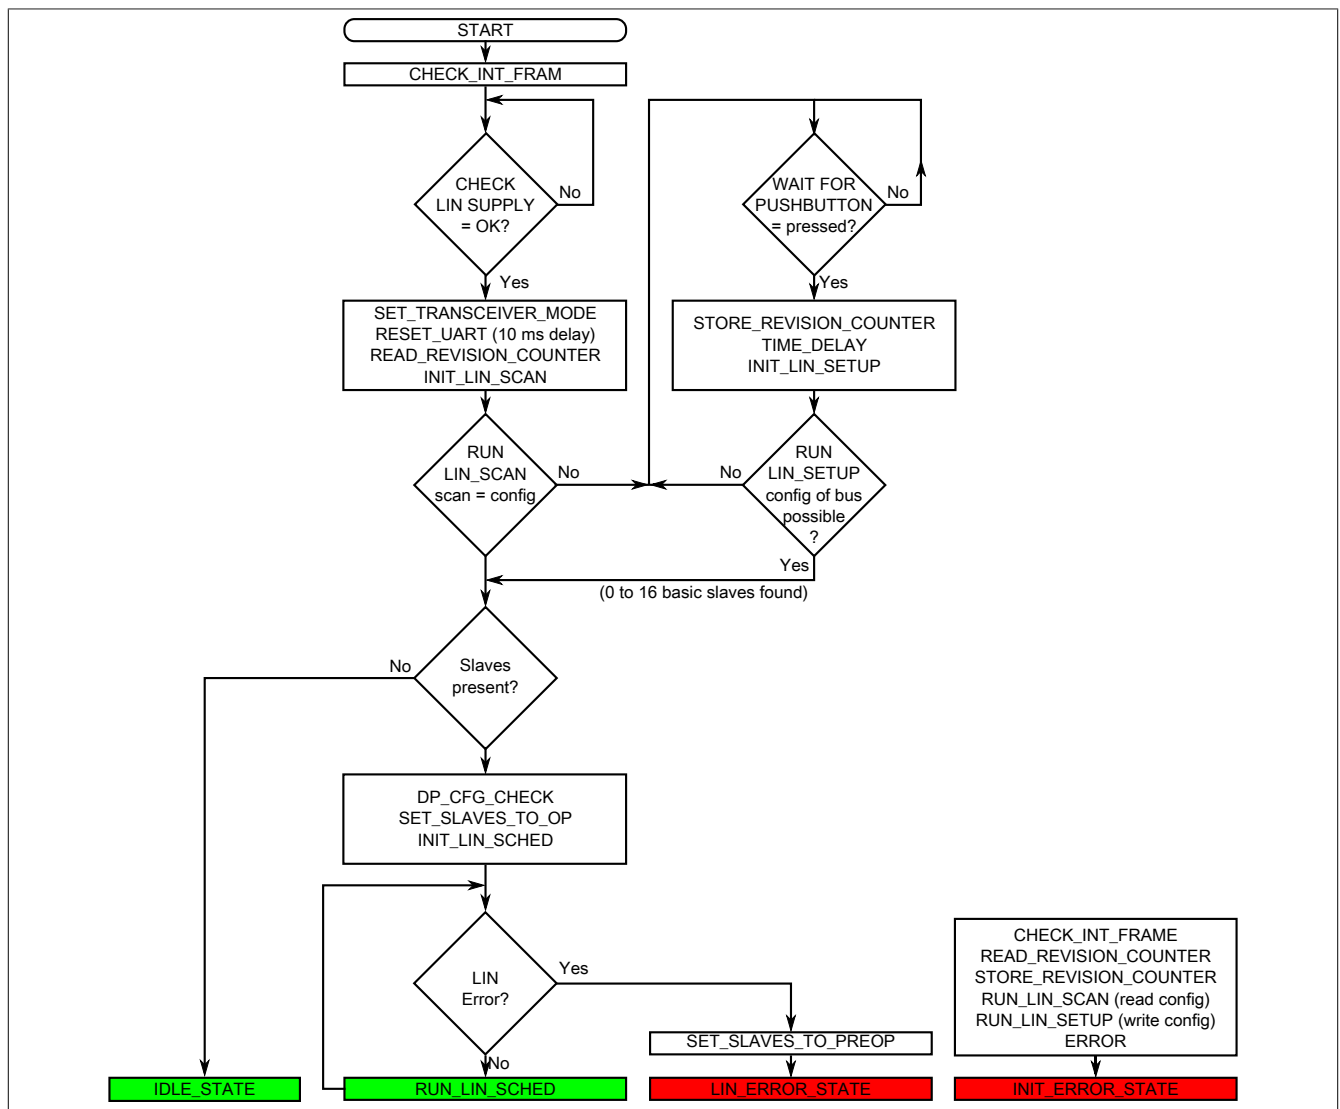 START
CHECK_INT_FRAM
CHECK
LIN SUPPLY
= OK?
No
Yes
SET_TRANSCEIVER_MODE
RESET_UART (10 ms delay)
READ_REVISION_COUNTER
INIT_LIN_SCAN
RUN
LIN_SCAN
scan = config
No
WAIT FOR
PUSHBUTTON
= pressed?
No
Yes
STORE_REVISION_COUNTER
TIME_DELAY
INIT_LIN_SETUP
RUN
LIN_SETUP
config of bus
possible
?
No
Yes
(0 to 16 basic slaves found)
Slaves
present?
No
DP_CFG_CHECK
SET_SLAVES_TO_OP
INIT_LIN_SCHED
LIN
Error?
Yes
No
SET_SLAVES_TO_PREOP
CHECK_INT_FRAME
READ_REVISION_COUNTER
STORE_REVISION_COUNTER
RUN_LIN_SCAN (read config)
RUN_LIN_SETUP (write config)
ERROR
IDLE_STATE
RUN_LIN_SCHED
LIN_ERROR_STATE
INIT_ERROR_STATE